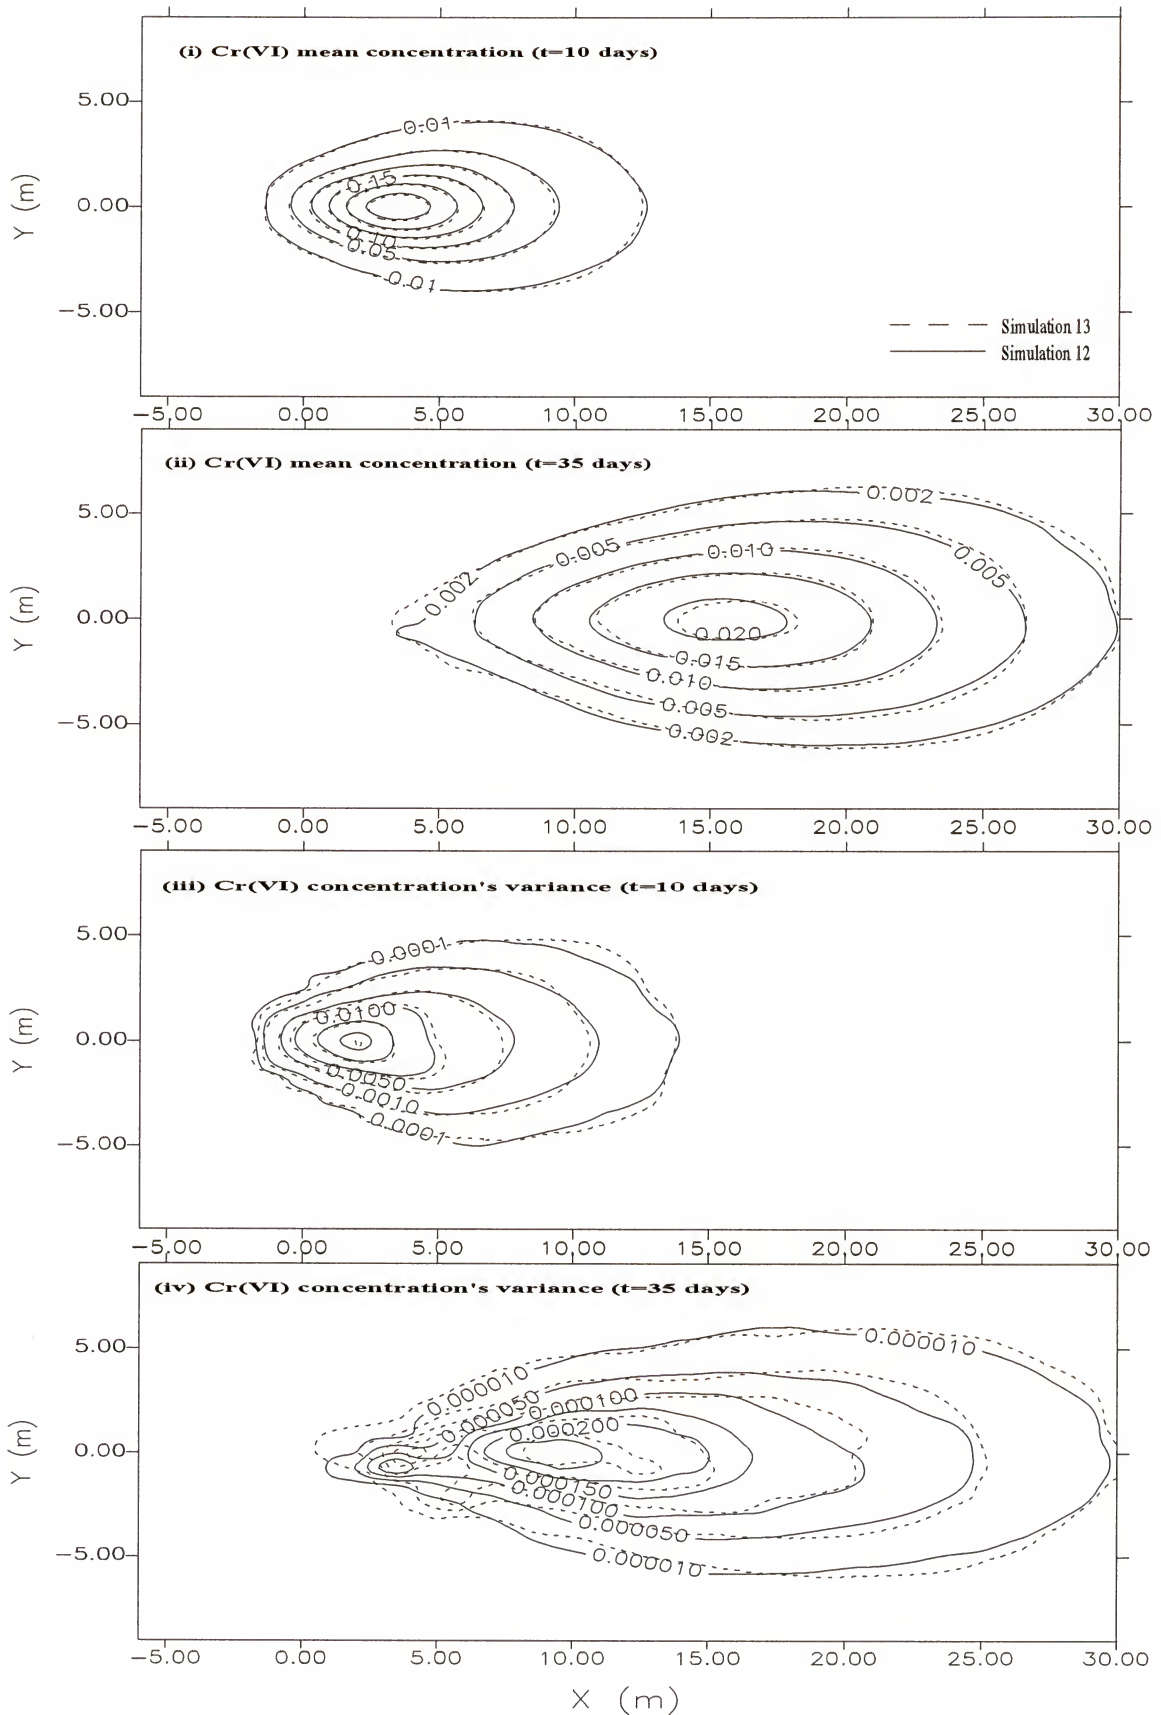 (i) Cr(VI) mean concentration (t=10 days)
5.00
0.01
0.15
Y (m)
0.00
0.10
0.05
0.01
−5.00
Simulation 13
Simulation 12
−5.00 0.00 5.00 10.00 15.00 20.00 25.00 30.00
(ii) Cr(VI) mean concentration (t=35 days)
0.002
5.00
0.005
0.010
0.005
0.002
Y (m)
0.00
0.020
0.015
0.010
0.005
0.002
−5.00
−5.00 0.00 5.00 10.00 15.00 20.00 25.00 30.00
(iii) Cr(VI) concentration's variance (t=10 days)
5.00
0.0001
0.0100
Y (m)
0.00
0.0050
0.0010
0.0001
−5.00
−5.00 0.00 5.00 10.00 15.00 20.00 25.00 30.00
(iv) Cr(VI) concentration's variance (t=35 days)
5.00
0.000010
0.000010
0.000050
0.000100
0.000200
Y (m)
0.00
0.000150
0.000100
0.000050
0.000010
−5.00
−5.00 0.00 5.00 10.00 15.00 20.00 25.00 30.00
X (m)